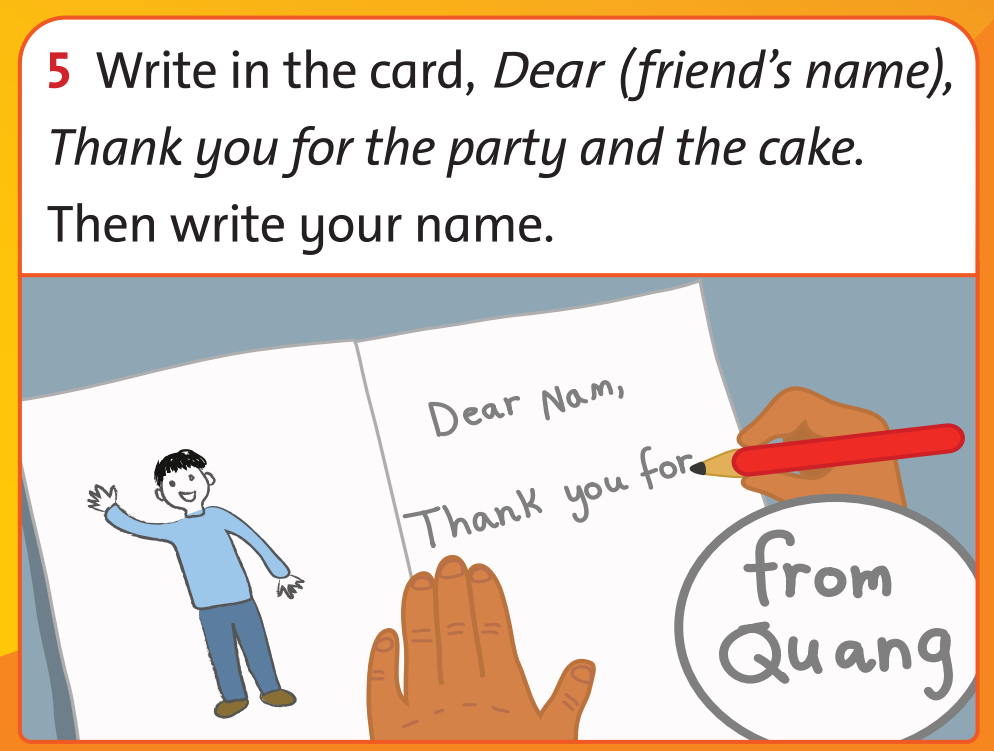 5 Write in the card, Dear (friend's name),
Thank you for the party and the cake.
Then write your name.
Dear Nam,
Thank you for
from
Quang